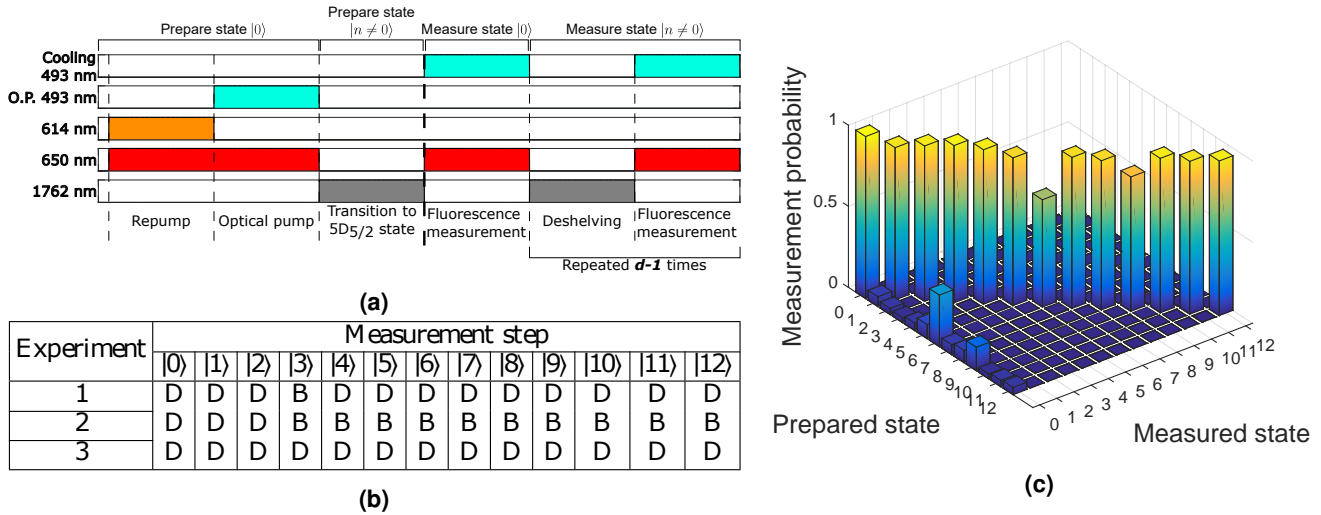 Prepare state |0⟩
Prepare state
|n ≠ 0⟩
Measure state |0⟩
Measure state |n ≠ 0⟩
Cooling
493 nm
O.P. 493 nm
614 nm
650 nm
1762 nm
Repump
Optical pump
Transition to
5D5/2 state
Fluorescence
measurement
Deshelving
Fluorescence
measurement
Repeated d-1 times
(a)
Experiment
Measurement step
|0⟩ |1⟩ |2⟩ |3⟩ |4⟩ |5⟩ |6⟩ |7⟩ |8⟩ |9⟩ |10⟩ |11⟩ |12⟩
1 D D D B D D D D D D D D D
2 D D D B B B B B B B B B B
3 D D D D D D D D D D D D D
(b)
Measurement probability
1
0.5
0
0 1 2 3 4 5 6 7 8 9 10 11 12
Prepared state
0 1 2 3 4 5 6 7 8 9 10 11 12
Measured state
(c)